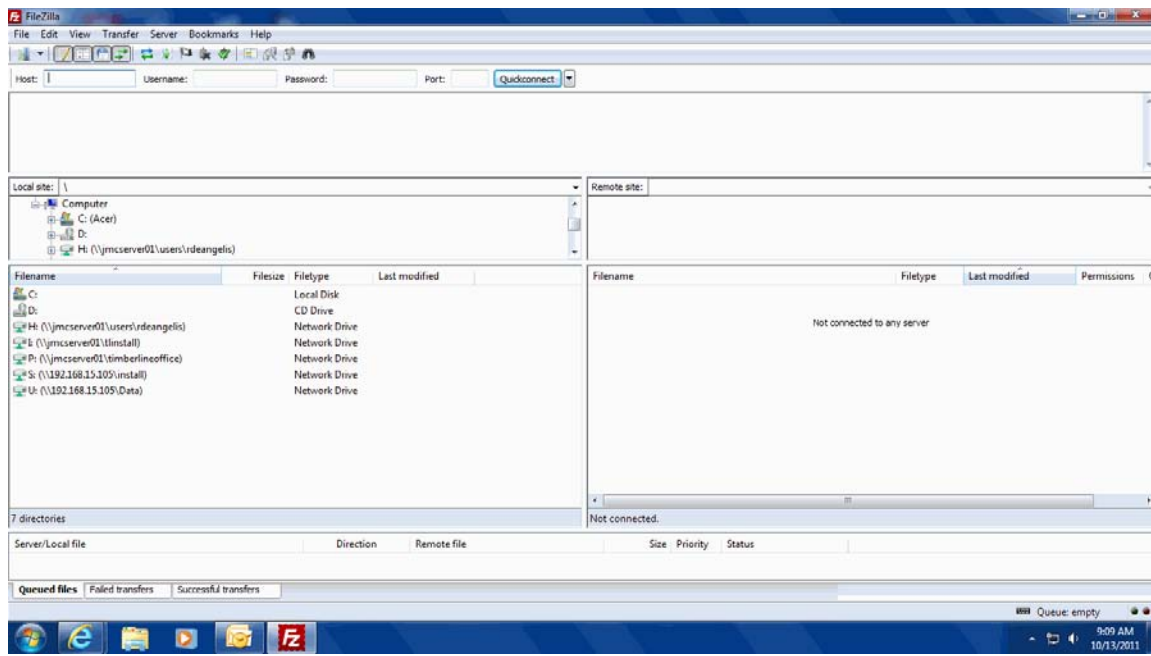 FileZilla
File Edit View Transfer Server Bookmarks Help
Host: Username: Password: Port: Quickconnect
Local site: \ Remote site:
Computer
C: (Acer)
D:
H: (\\jmcserver01\users\rdeangelis)
Filename Filesize Filetype Last modified Filename Filetype Last modified Permissions
C: Local Disk
D: CD Drive
H: (\\jmcserver01\users\rdeangelis) Network Drive
Not connected to any server
I: (\\jmcserver01\tlinstall) Network Drive
P: (\\jmcserver01\timberlineoffice) Network Drive
S: (\\192.168.15.105\install) Network Drive
U: (\\192.168.15.105\Data) Network Drive
7 directories Not connected.
Server/Local file Direction Remote file Size Priority Status
Queued files Failed transfers Successful transfers
Queue: empty
9:09 AM
10/13/2011